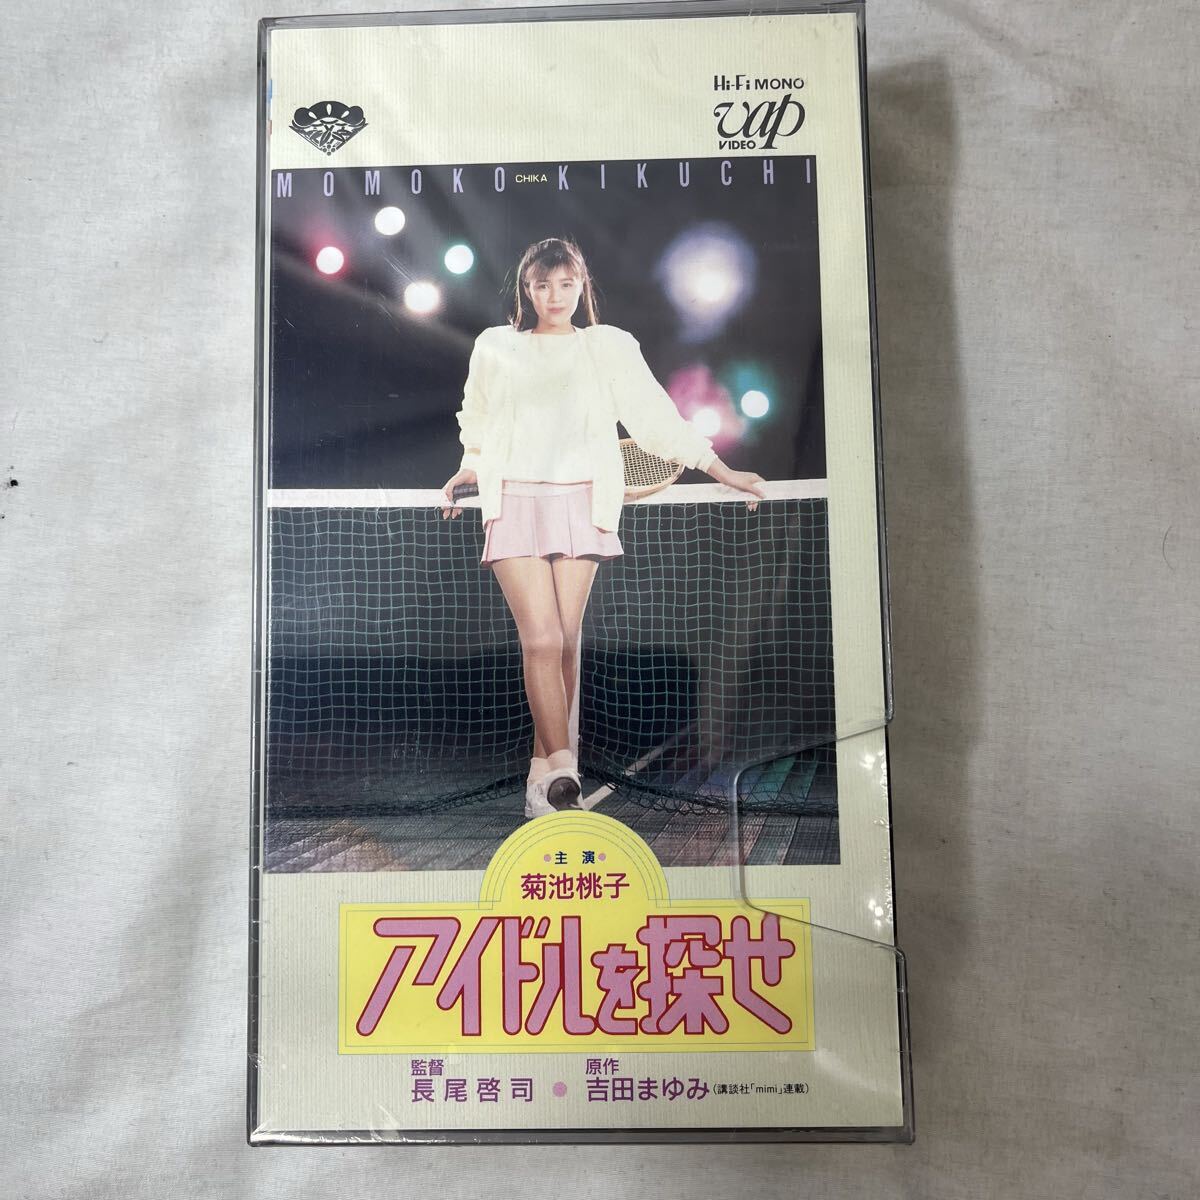 Hi-Fi MONO
vap
VIDEO
MOMOKO CHIKA KIKUCHI
●主演●
菊池桃子
アイドルを探せ
監督
長尾啓司
●
原作
吉田まゆみ(講談社「mimi」連載)